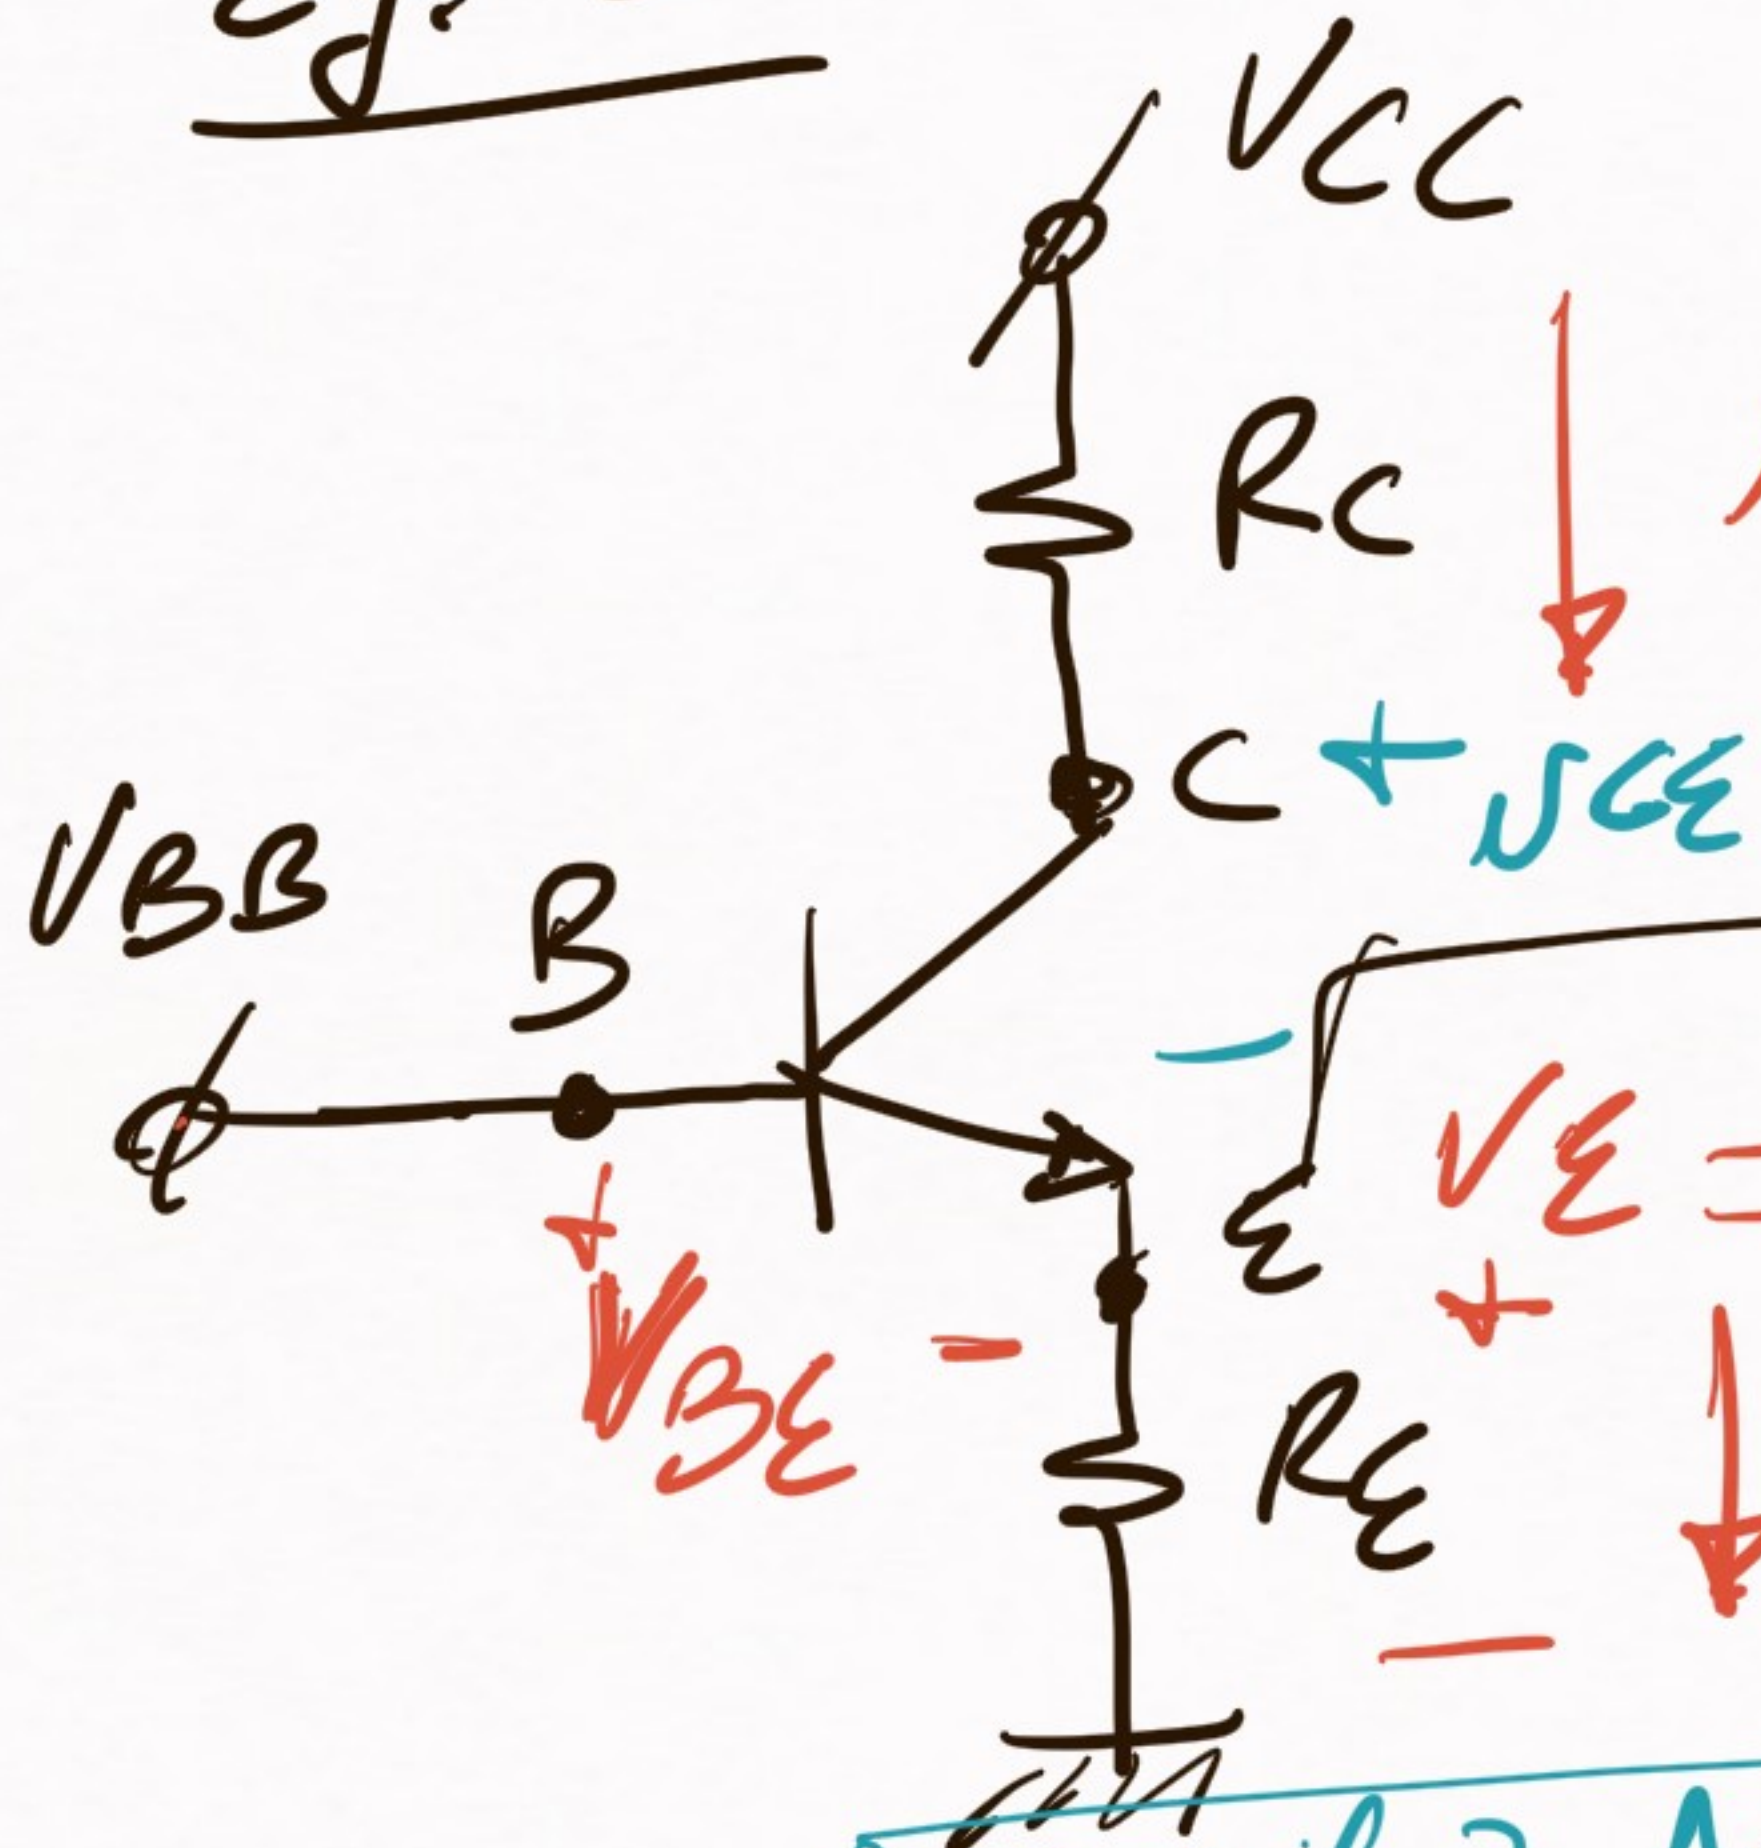 VCC
RC
C + VCE
VBB
B
-
VE =
E
+
+
VBE -
RE
-